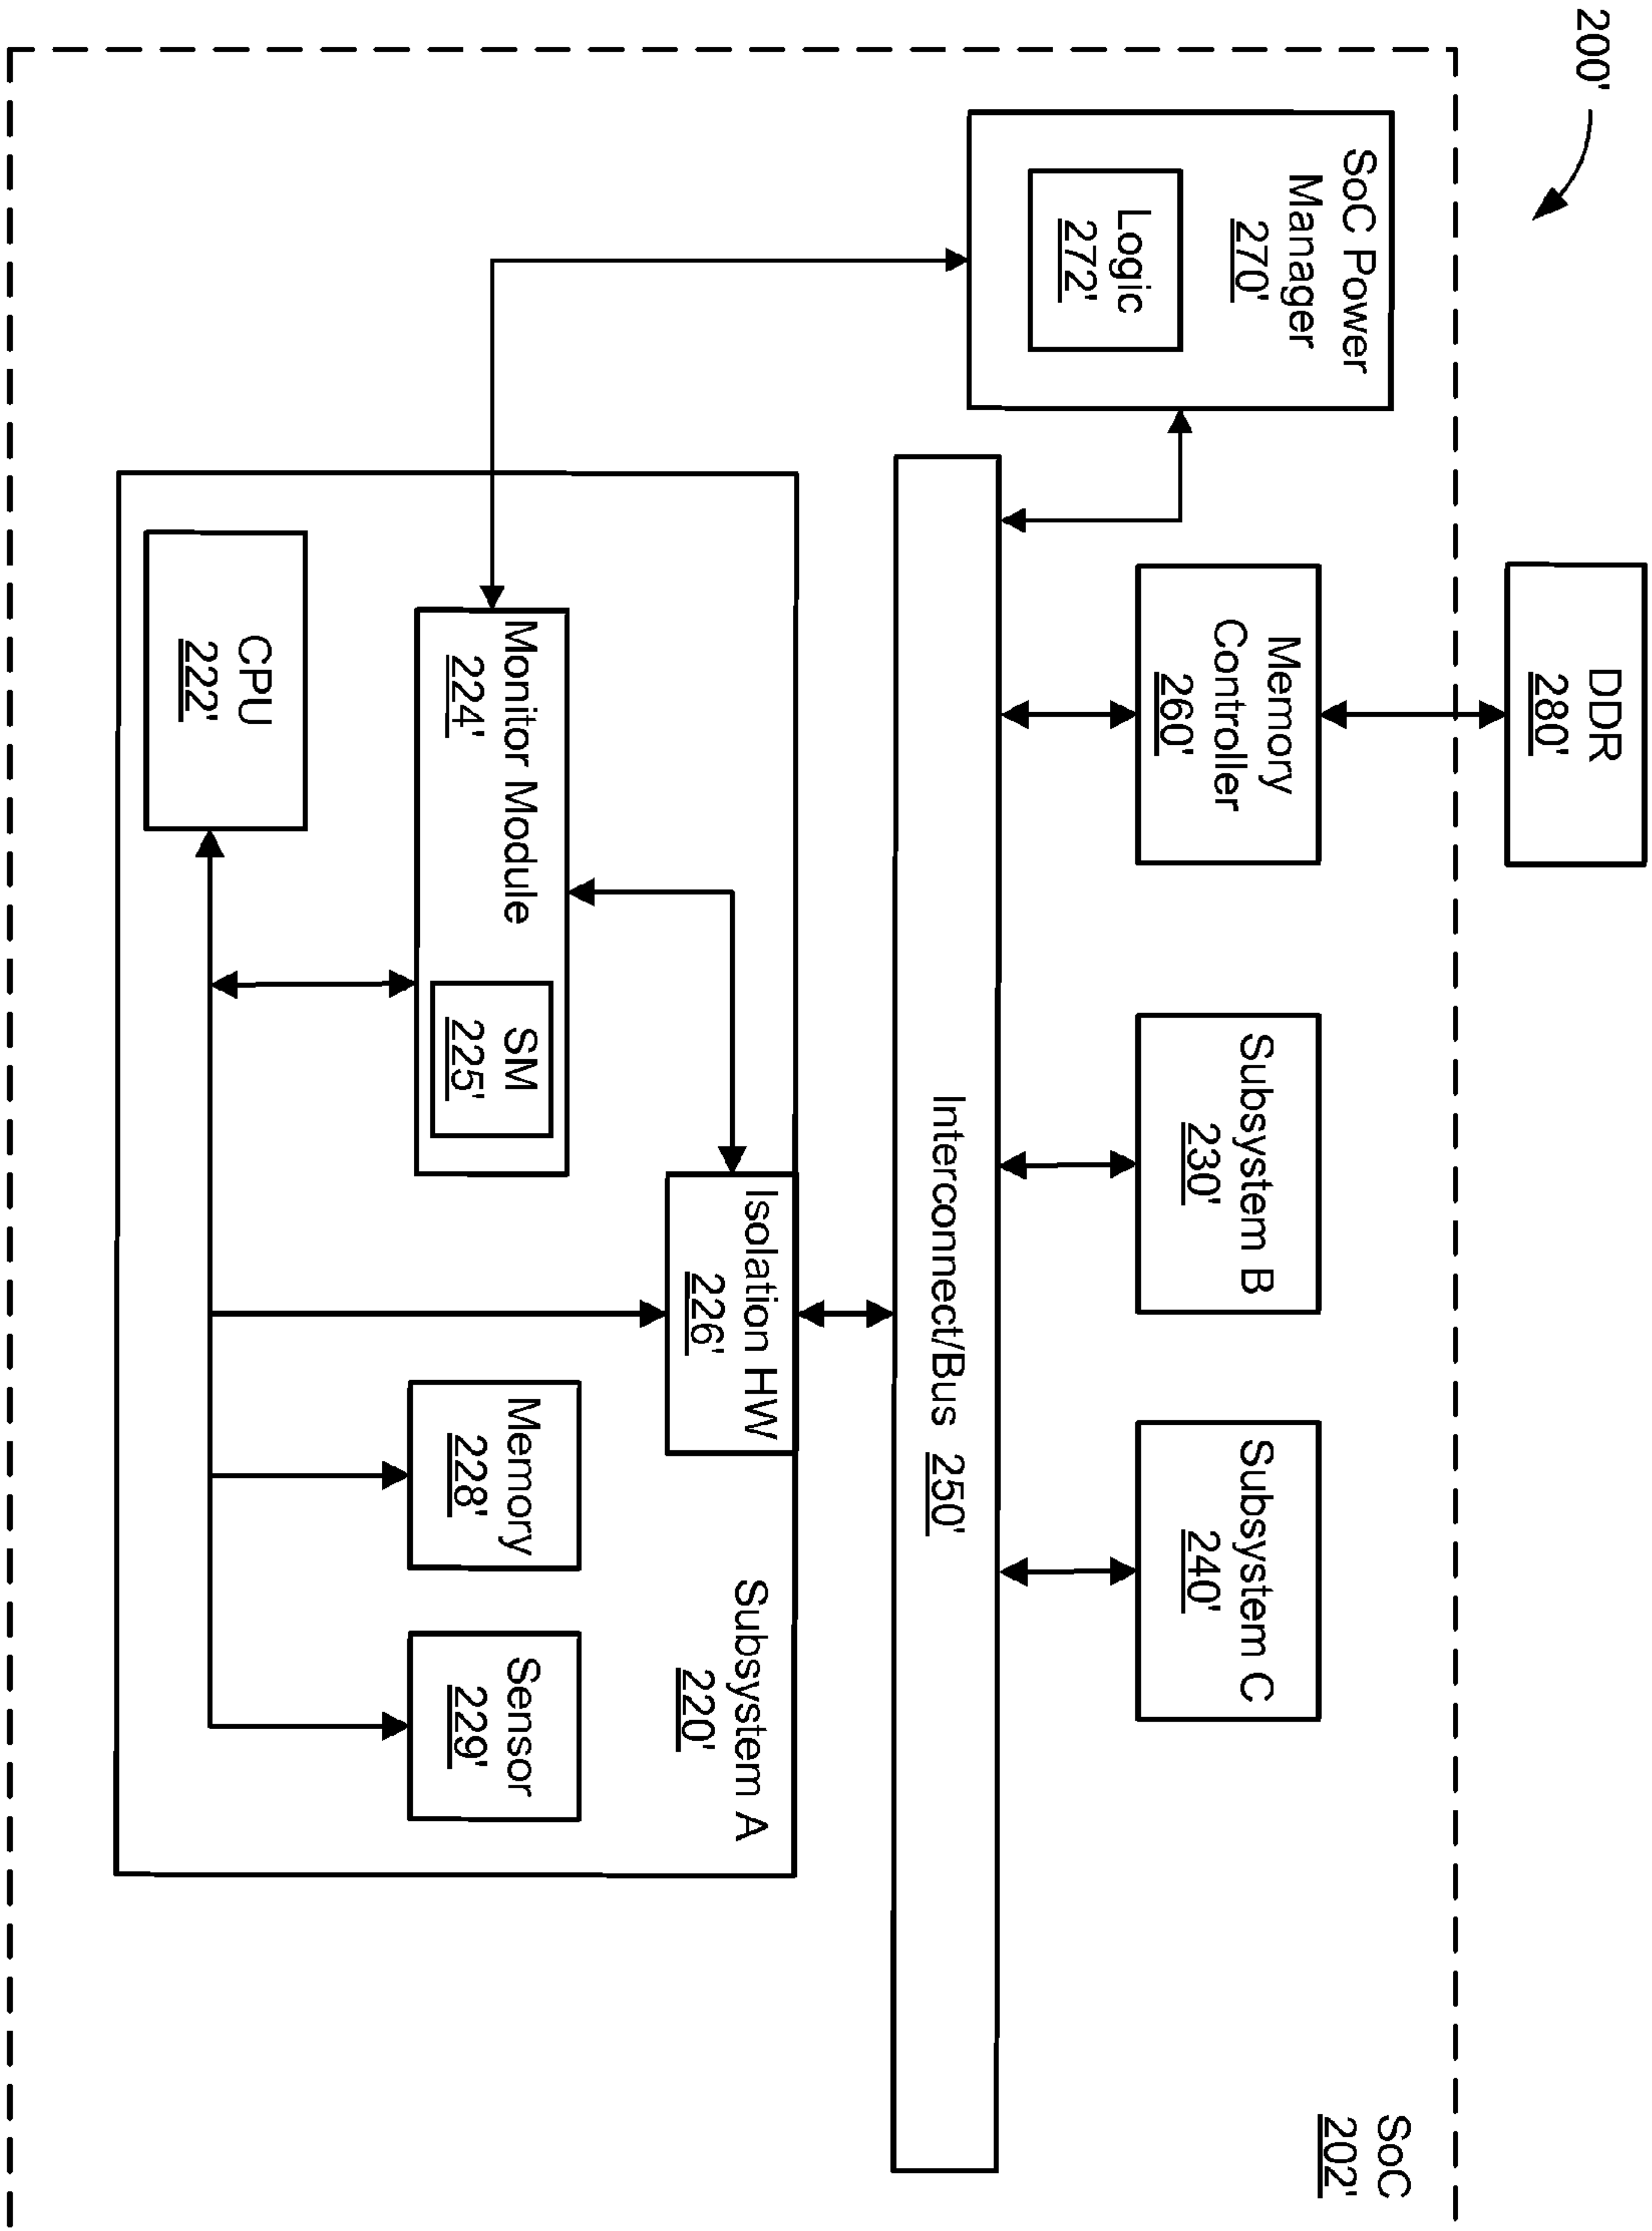 200'
DDR
280'
SoC
202'
SoC Power
Manager
270'
Logic
272'
Memory
Controller
260'
Subsystem B
230'
Subsystem C
240'
Interconnect/Bus 250'
Isolation HW
226'
Subsystem A
220'
Monitor Module
224'
SM
225'
Memory
228'
Sensor
229'
CPU
222'